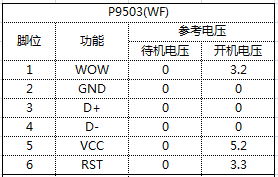 P9503(WF)
脚位 功能 参考电压
待机电压 开机电压
1 WOW 0 3.2
2 GND 0 0
3 D+ 0 0
4 D- 0 0
5 VCC 0 5.2
6 RST 0 3.3